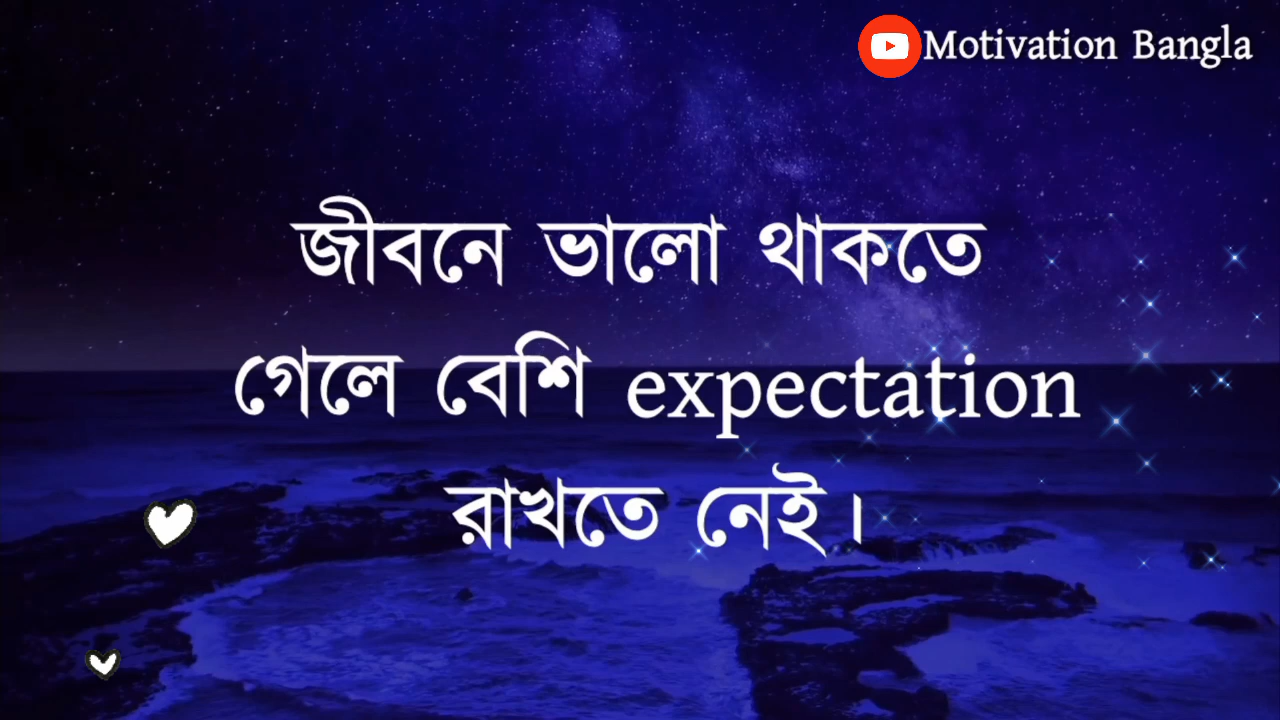 Motivation Bangla
জীবনে ভালো থাকতে
গেলে বেশি expectation
রাখতে নেই।